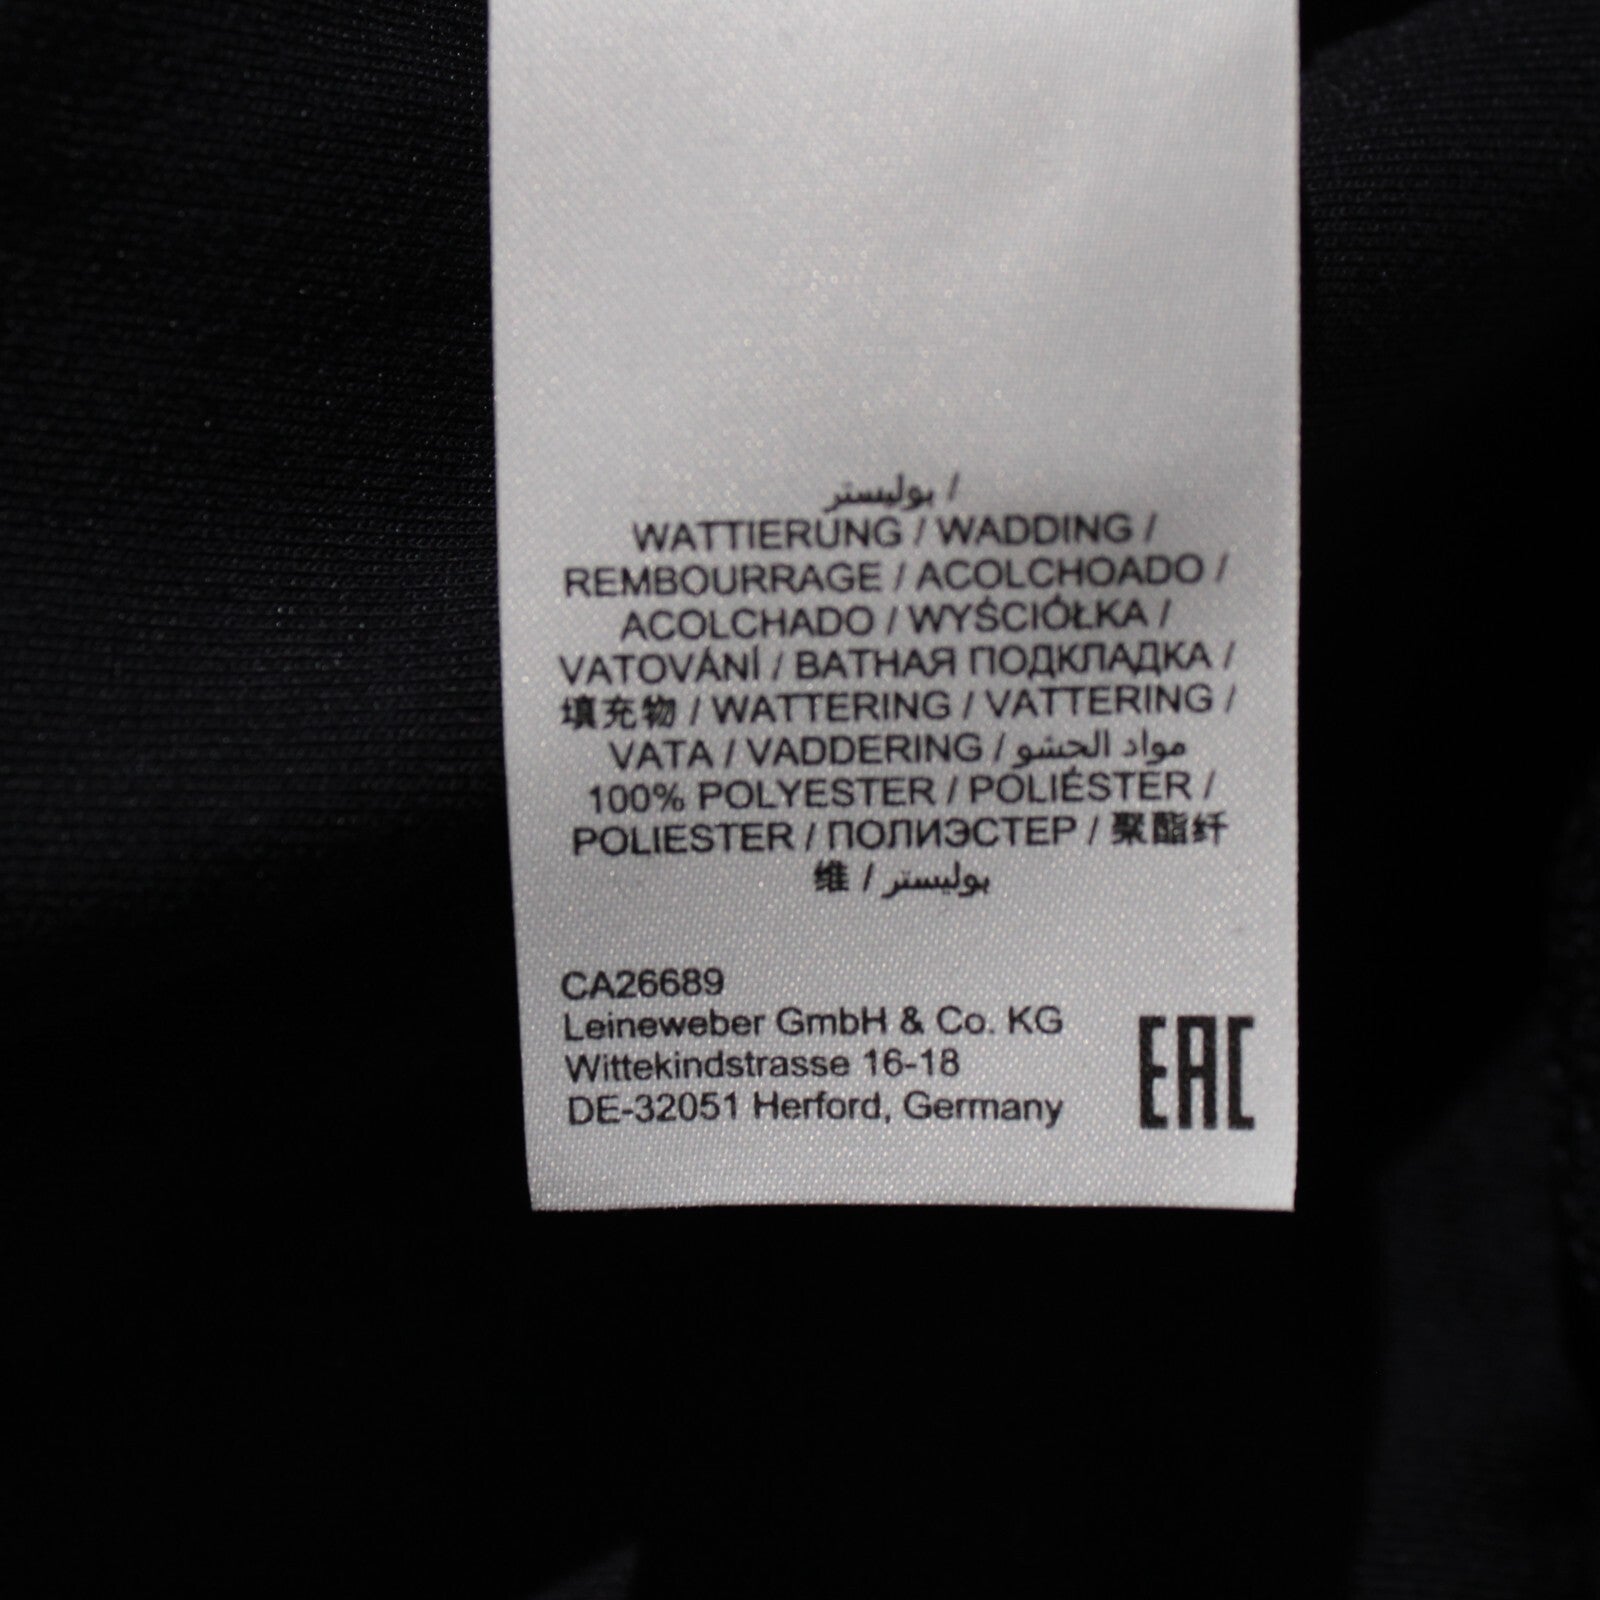 بوليستر /
WATTIERUNG / WADDING /
REMBOURRAGE / ACOLCHOADO /
ACOLCHADO / WYŚCIÓŁKA /
VATOVÁNÍ / ВАТНАЯ ПОДКЛАДКА /
填充物 / WATTERING / VATTERING /
VATA / VADDERING / مواد الحشو
100% POLYESTER / POLIÉSTER /
POLIESTER / ПОЛИЭСТЕР / 聚酯纤
维 / بوليستر
CA26689
Leineweber GmbH & Co. KG
Wittekindstrasse 16-18
DE-32051 Herford, Germany
EAC